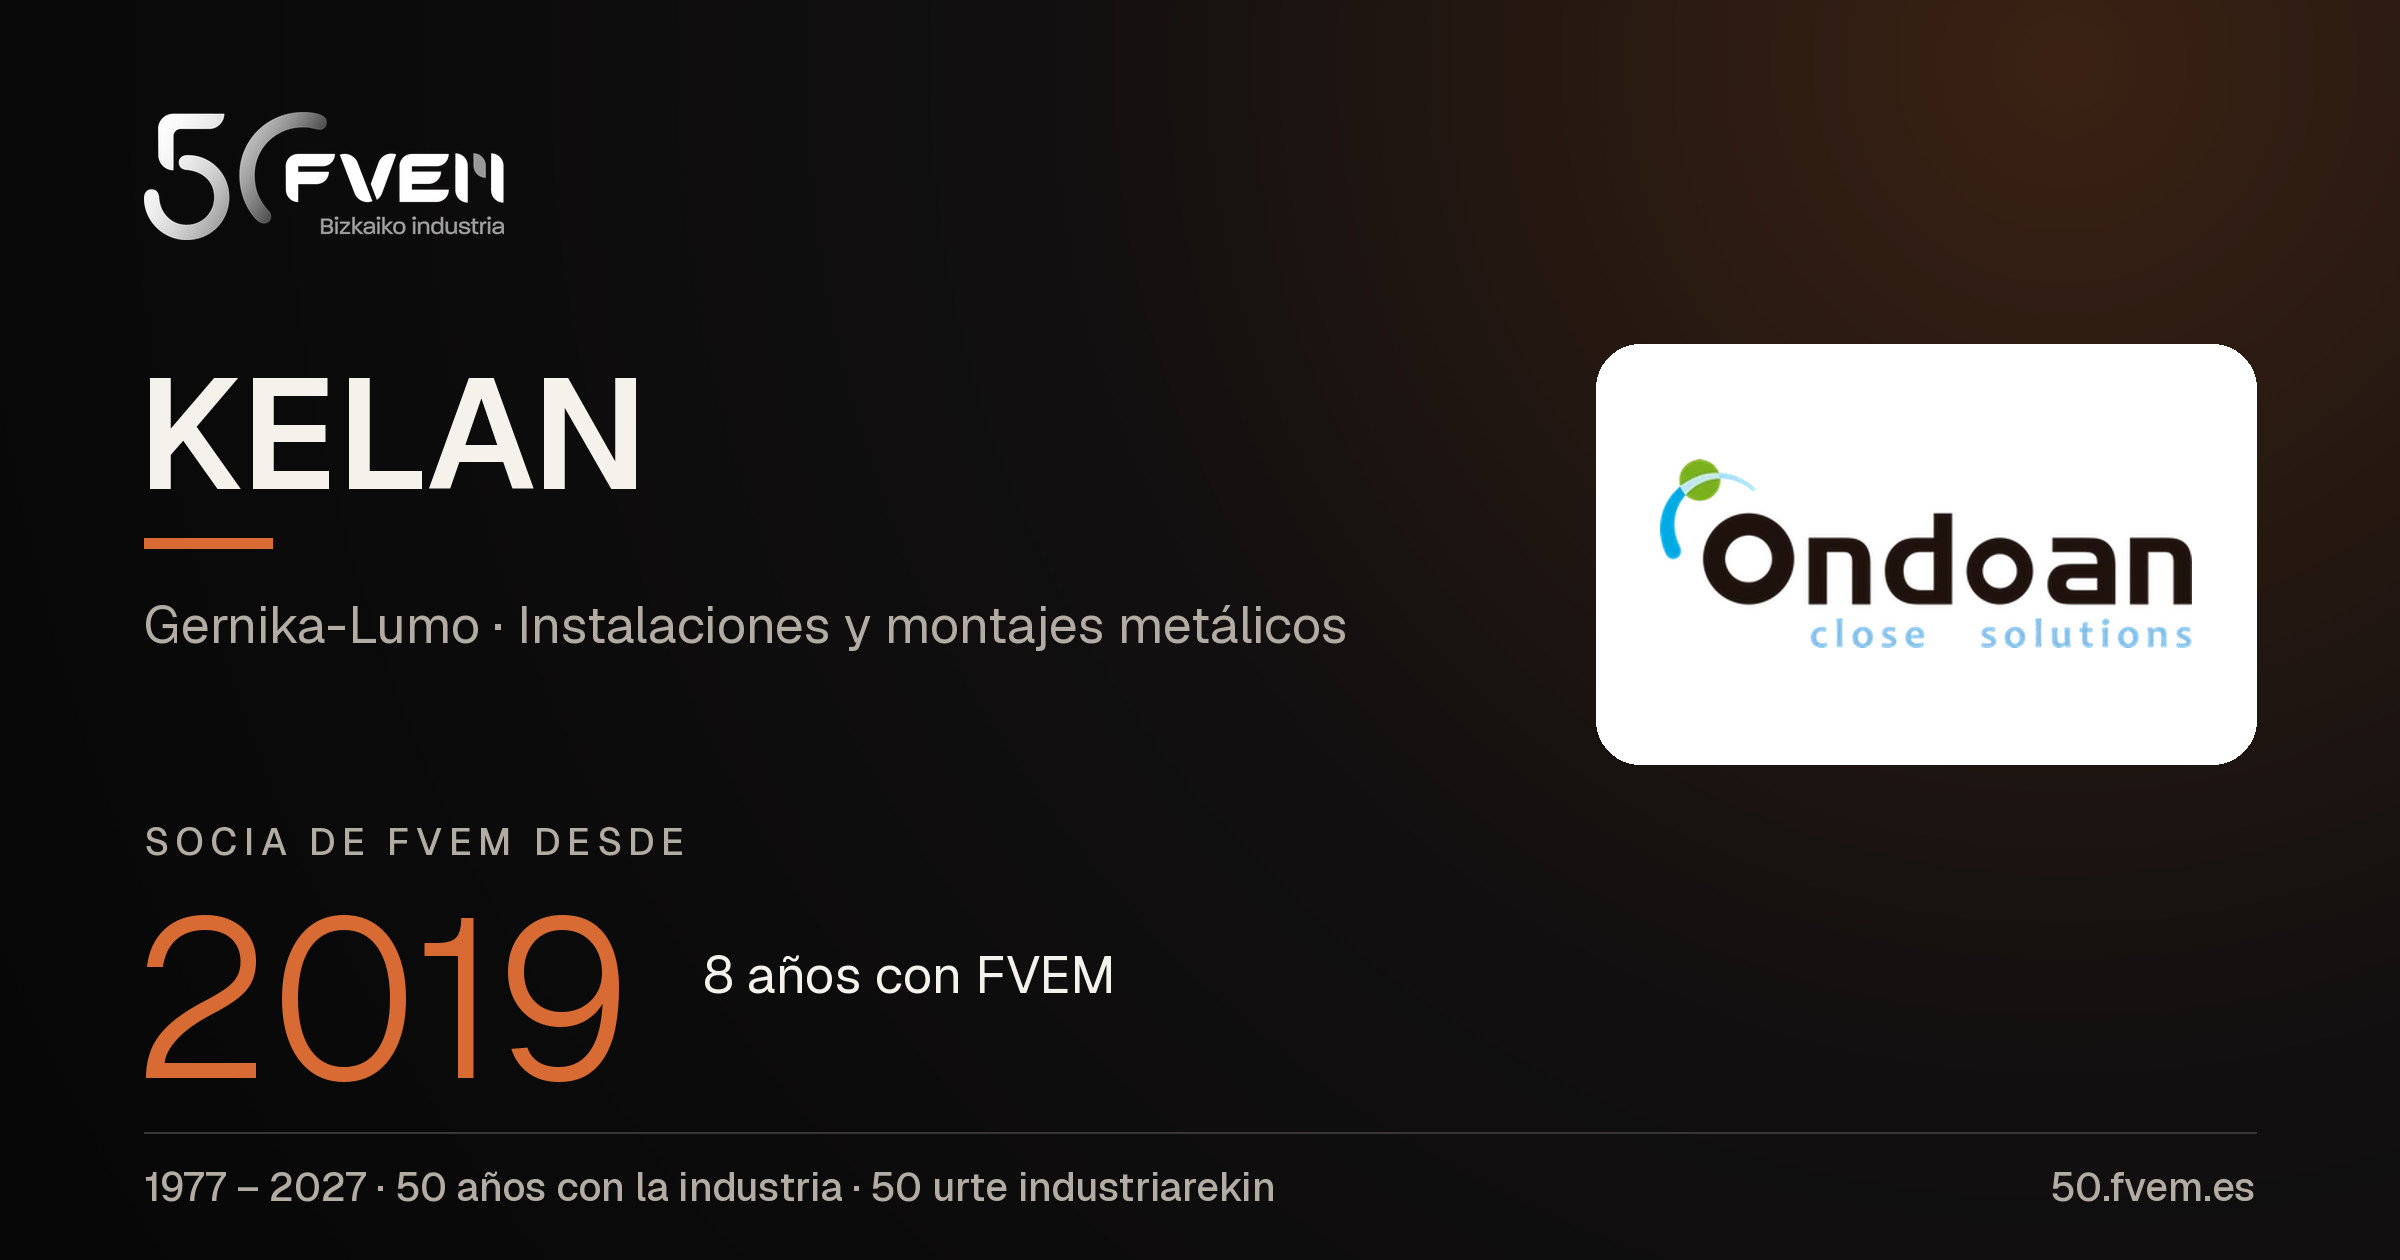 50 FVEM
Bizkaiko industria
KELAN
Gernika-Lumo · Instalaciones y montajes metálicos
Ondoan
close solutions
SOCIA DE FVEM DESDE
2019
8 años con FVEM
1977 – 2027 · 50 años con la industria · 50 urte industriarekin
50.fvem.es